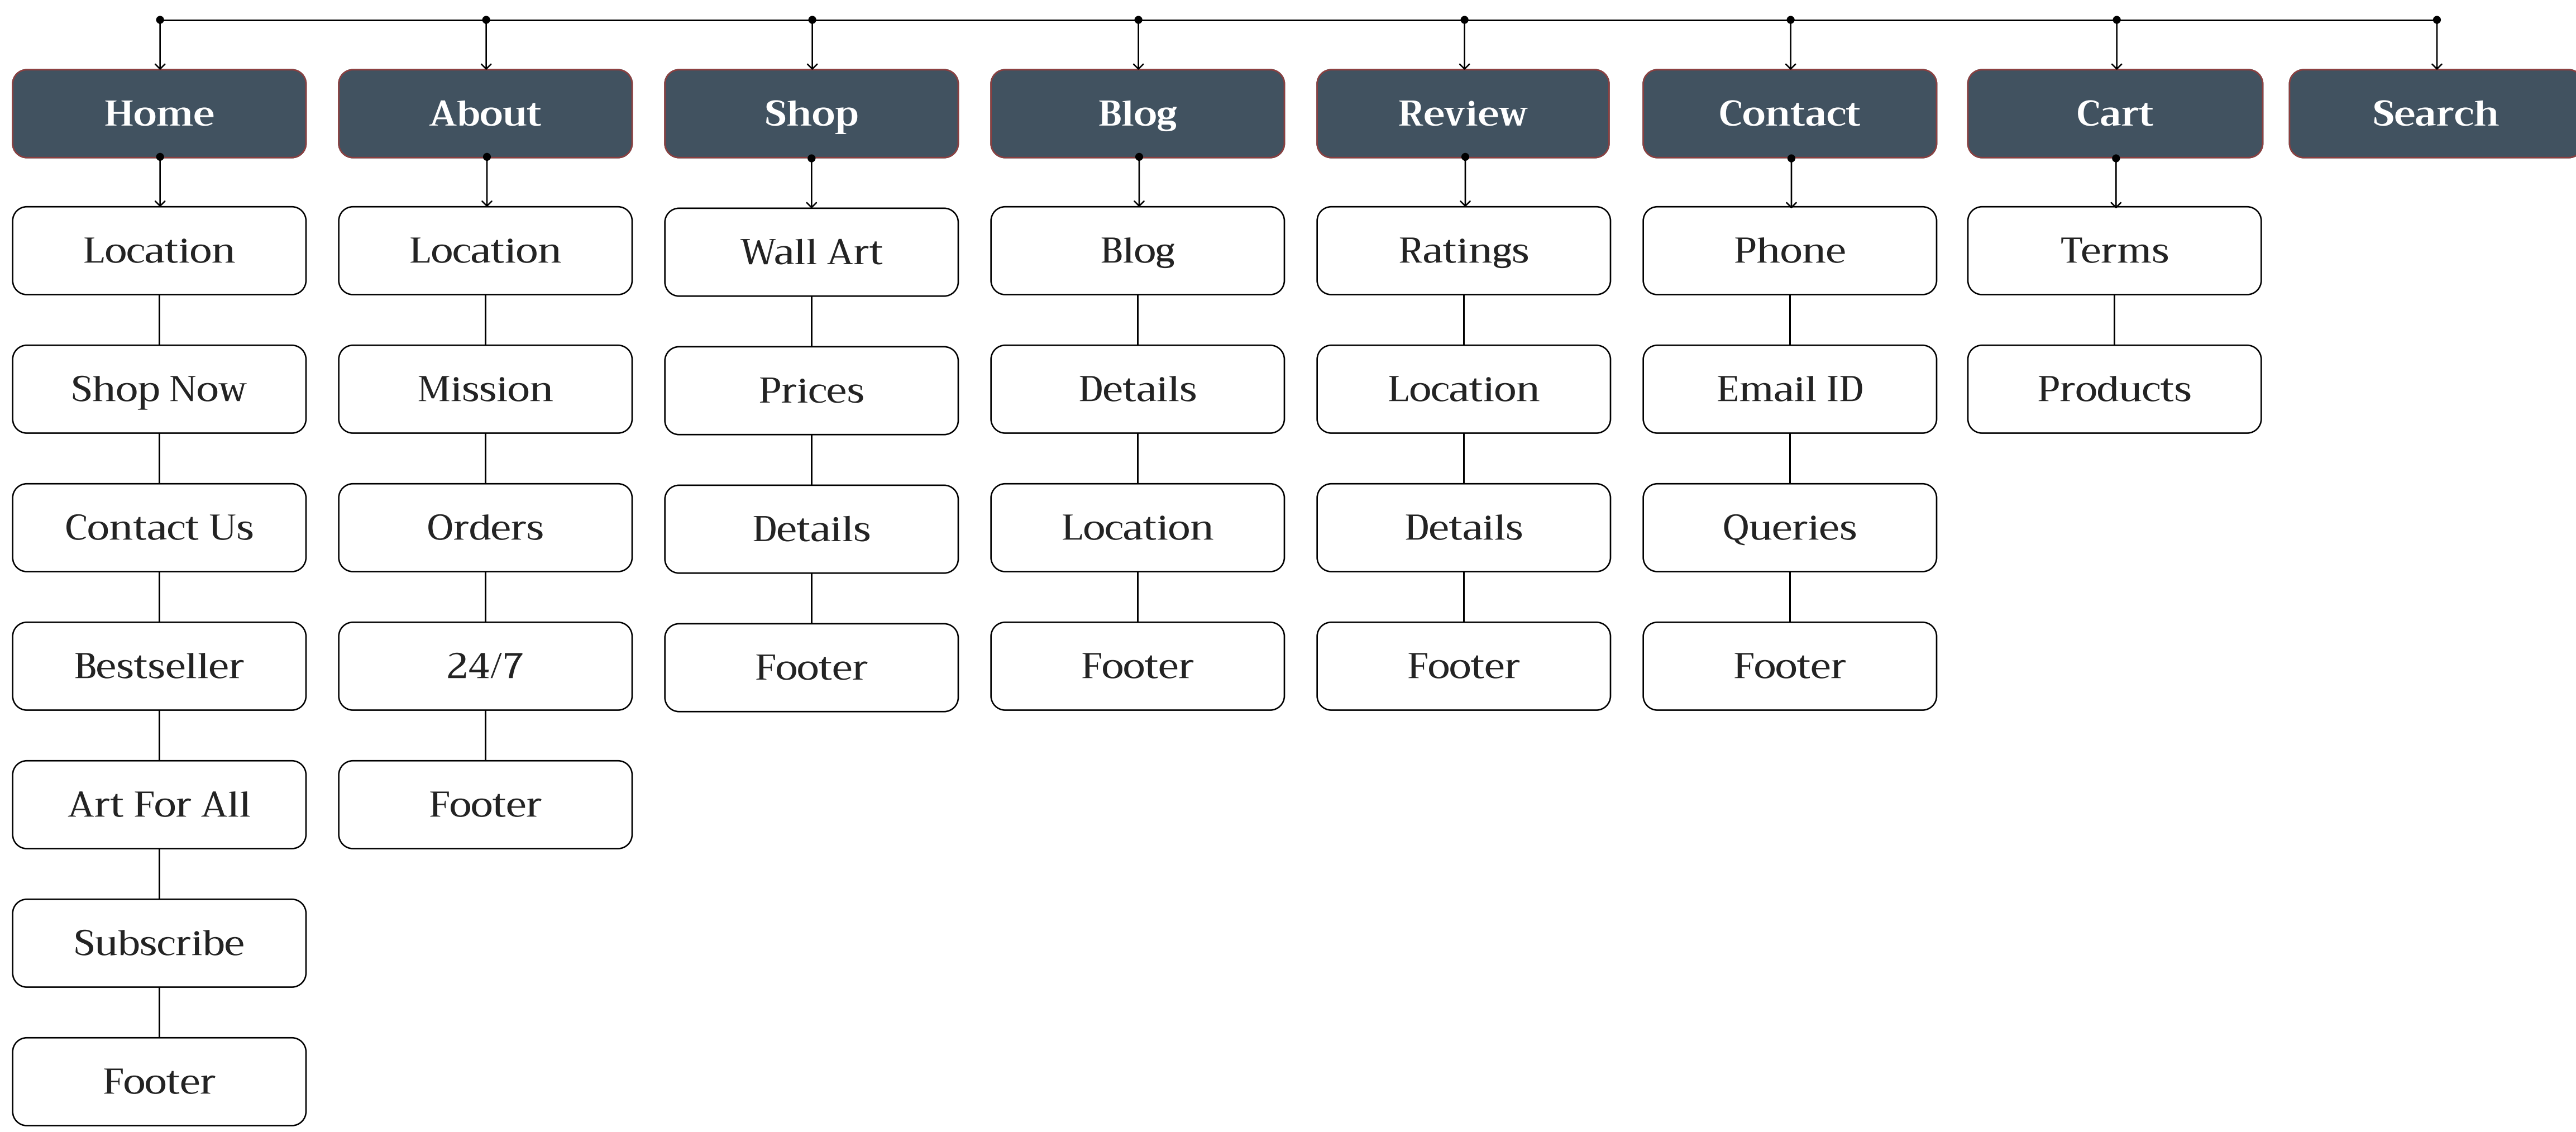 Home
About
Shop
Blog
Review
Contact
Cart
Search
Location
Location
Wall Art
Blog
Ratings
Phone
Terms
Shop Now
Mission
Prices
Details
Location
Email ID
Products
Contact Us
Orders
Details
Location
Details
Queries
Bestseller
24/7
Footer
Footer
Footer
Footer
Art For All
Footer
Subscribe
Footer